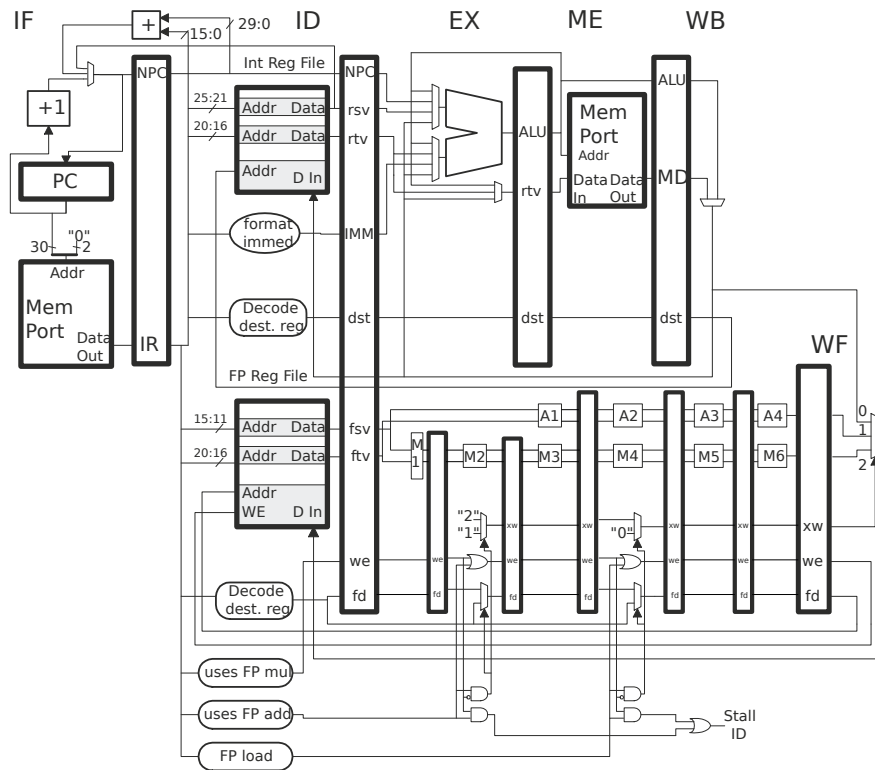 IF ID EX ME WB
+ 15:0 29:0
Int Reg File
NPC NPC ALU
+1
25:21 Addr Data rsv
Mem Port
20:16 Addr Data rtv ALU
Addr
PC
Addr D In
rtv Data In Data Out MD
30 "0" 2
format immed IMM
Addr
Mem Port
Data Out
IR
Decode dest. reg dst dst dst
WF
FP Reg File
15:11 Addr Data fsv
A1 A2 A3 A4 0
1
20:16 Addr Data ftv
M1 M2 M3 M4 M5 M6 2
Addr
WE D In
"2"
"1" xw "0" xw xw xw
we we we we we we we
Decode dest. reg fd fd fd fd fd fd fd
uses FP mul
uses FP add
Stall ID
FP load